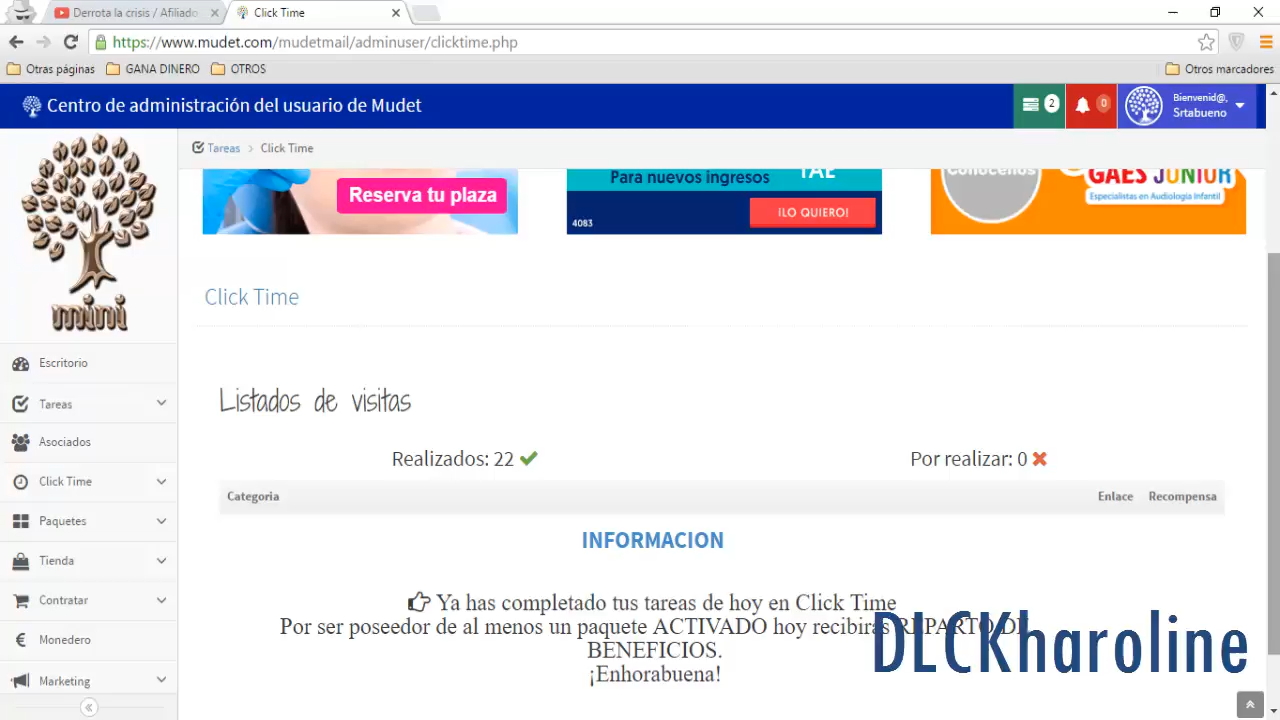 Derrota la crisis / Afiliado
Click Time
https://www.mudet.com/mudetmail/adminuser/clicktime.php
Otras páginas
GANA DINERO
OTROS
Otros marcadores
Centro de administración del usuario de Mudet
2
0
Bienvenid@,
Srtabueno
mini
Tareas > Click Time
Reserva tu plaza
Para nuevos ingresos
TAE
¡LO QUIERO!
4083
Conócenos
GAES JUNIOR
Especialistas en Audiología Infantil
Click Time
Escritorio
Tareas
Asociados
Click Time
Paquetes
Tienda
Contratar
Monedero
Marketing
Listados de visitas
Realizados: 22
Por realizar: 0
Categoria
Enlace
Recompensa
INFORMACION
Ya has completado tus tareas de hoy en Click Time
Por ser poseedor de al menos un paquete ACTIVADO hoy recibiras REPARTO DE
BENEFICIOS.
¡Enhorabuena!
DLCKharoline